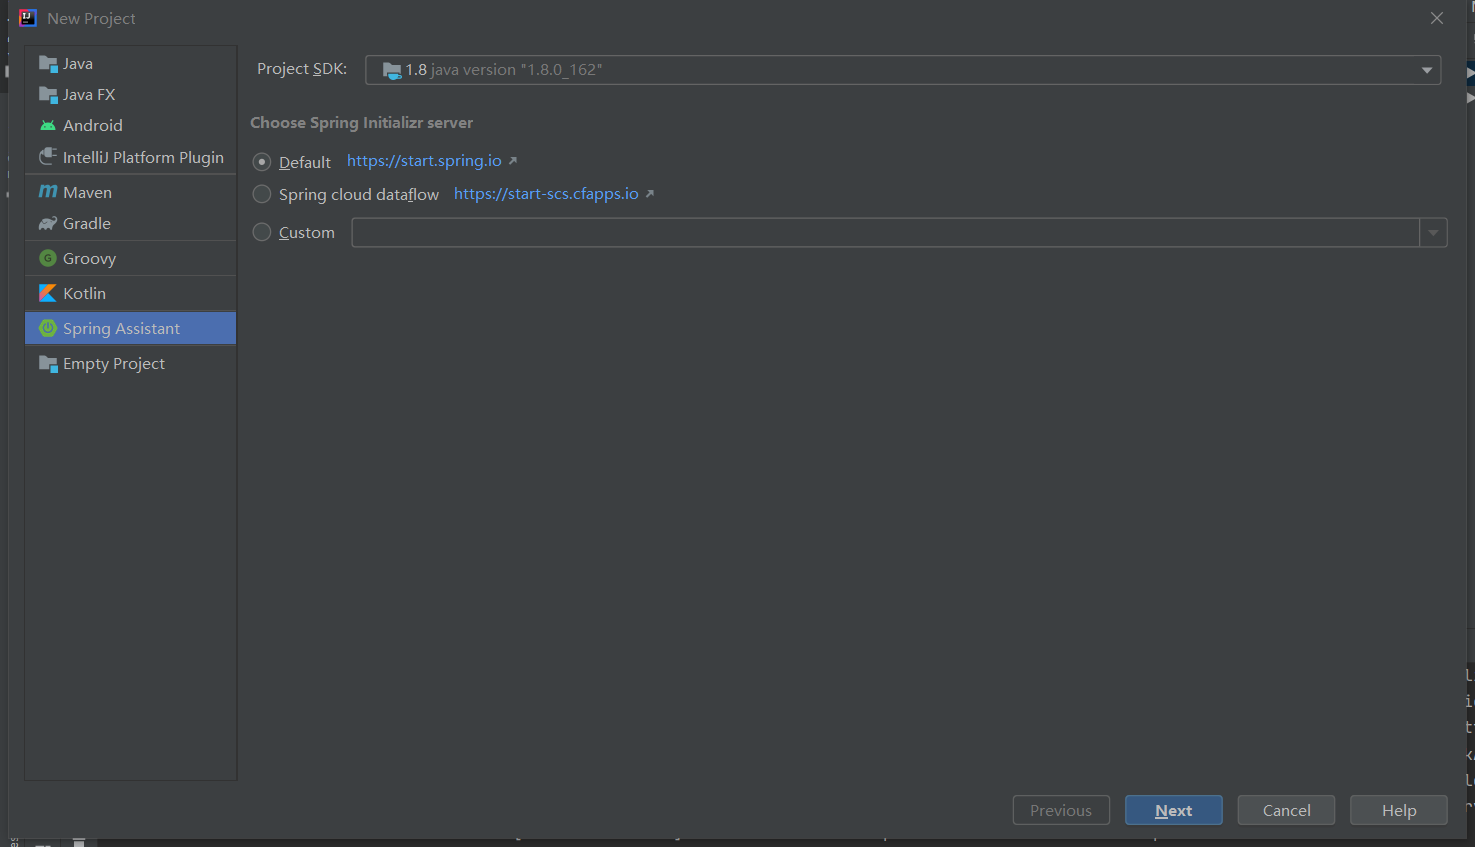 New Project
Java
Java FX
Android
IntelliJ Platform Plugin
Maven
Gradle
Groovy
Kotlin
Spring Assistant
Empty Project
Project SDK: 1.8 java version "1.8.0_162"
Choose Spring Initializr server
Default https://start.spring.io
Spring cloud dataflow https://start-scs.cfapps.io
Custom
Previous Next Cancel Help